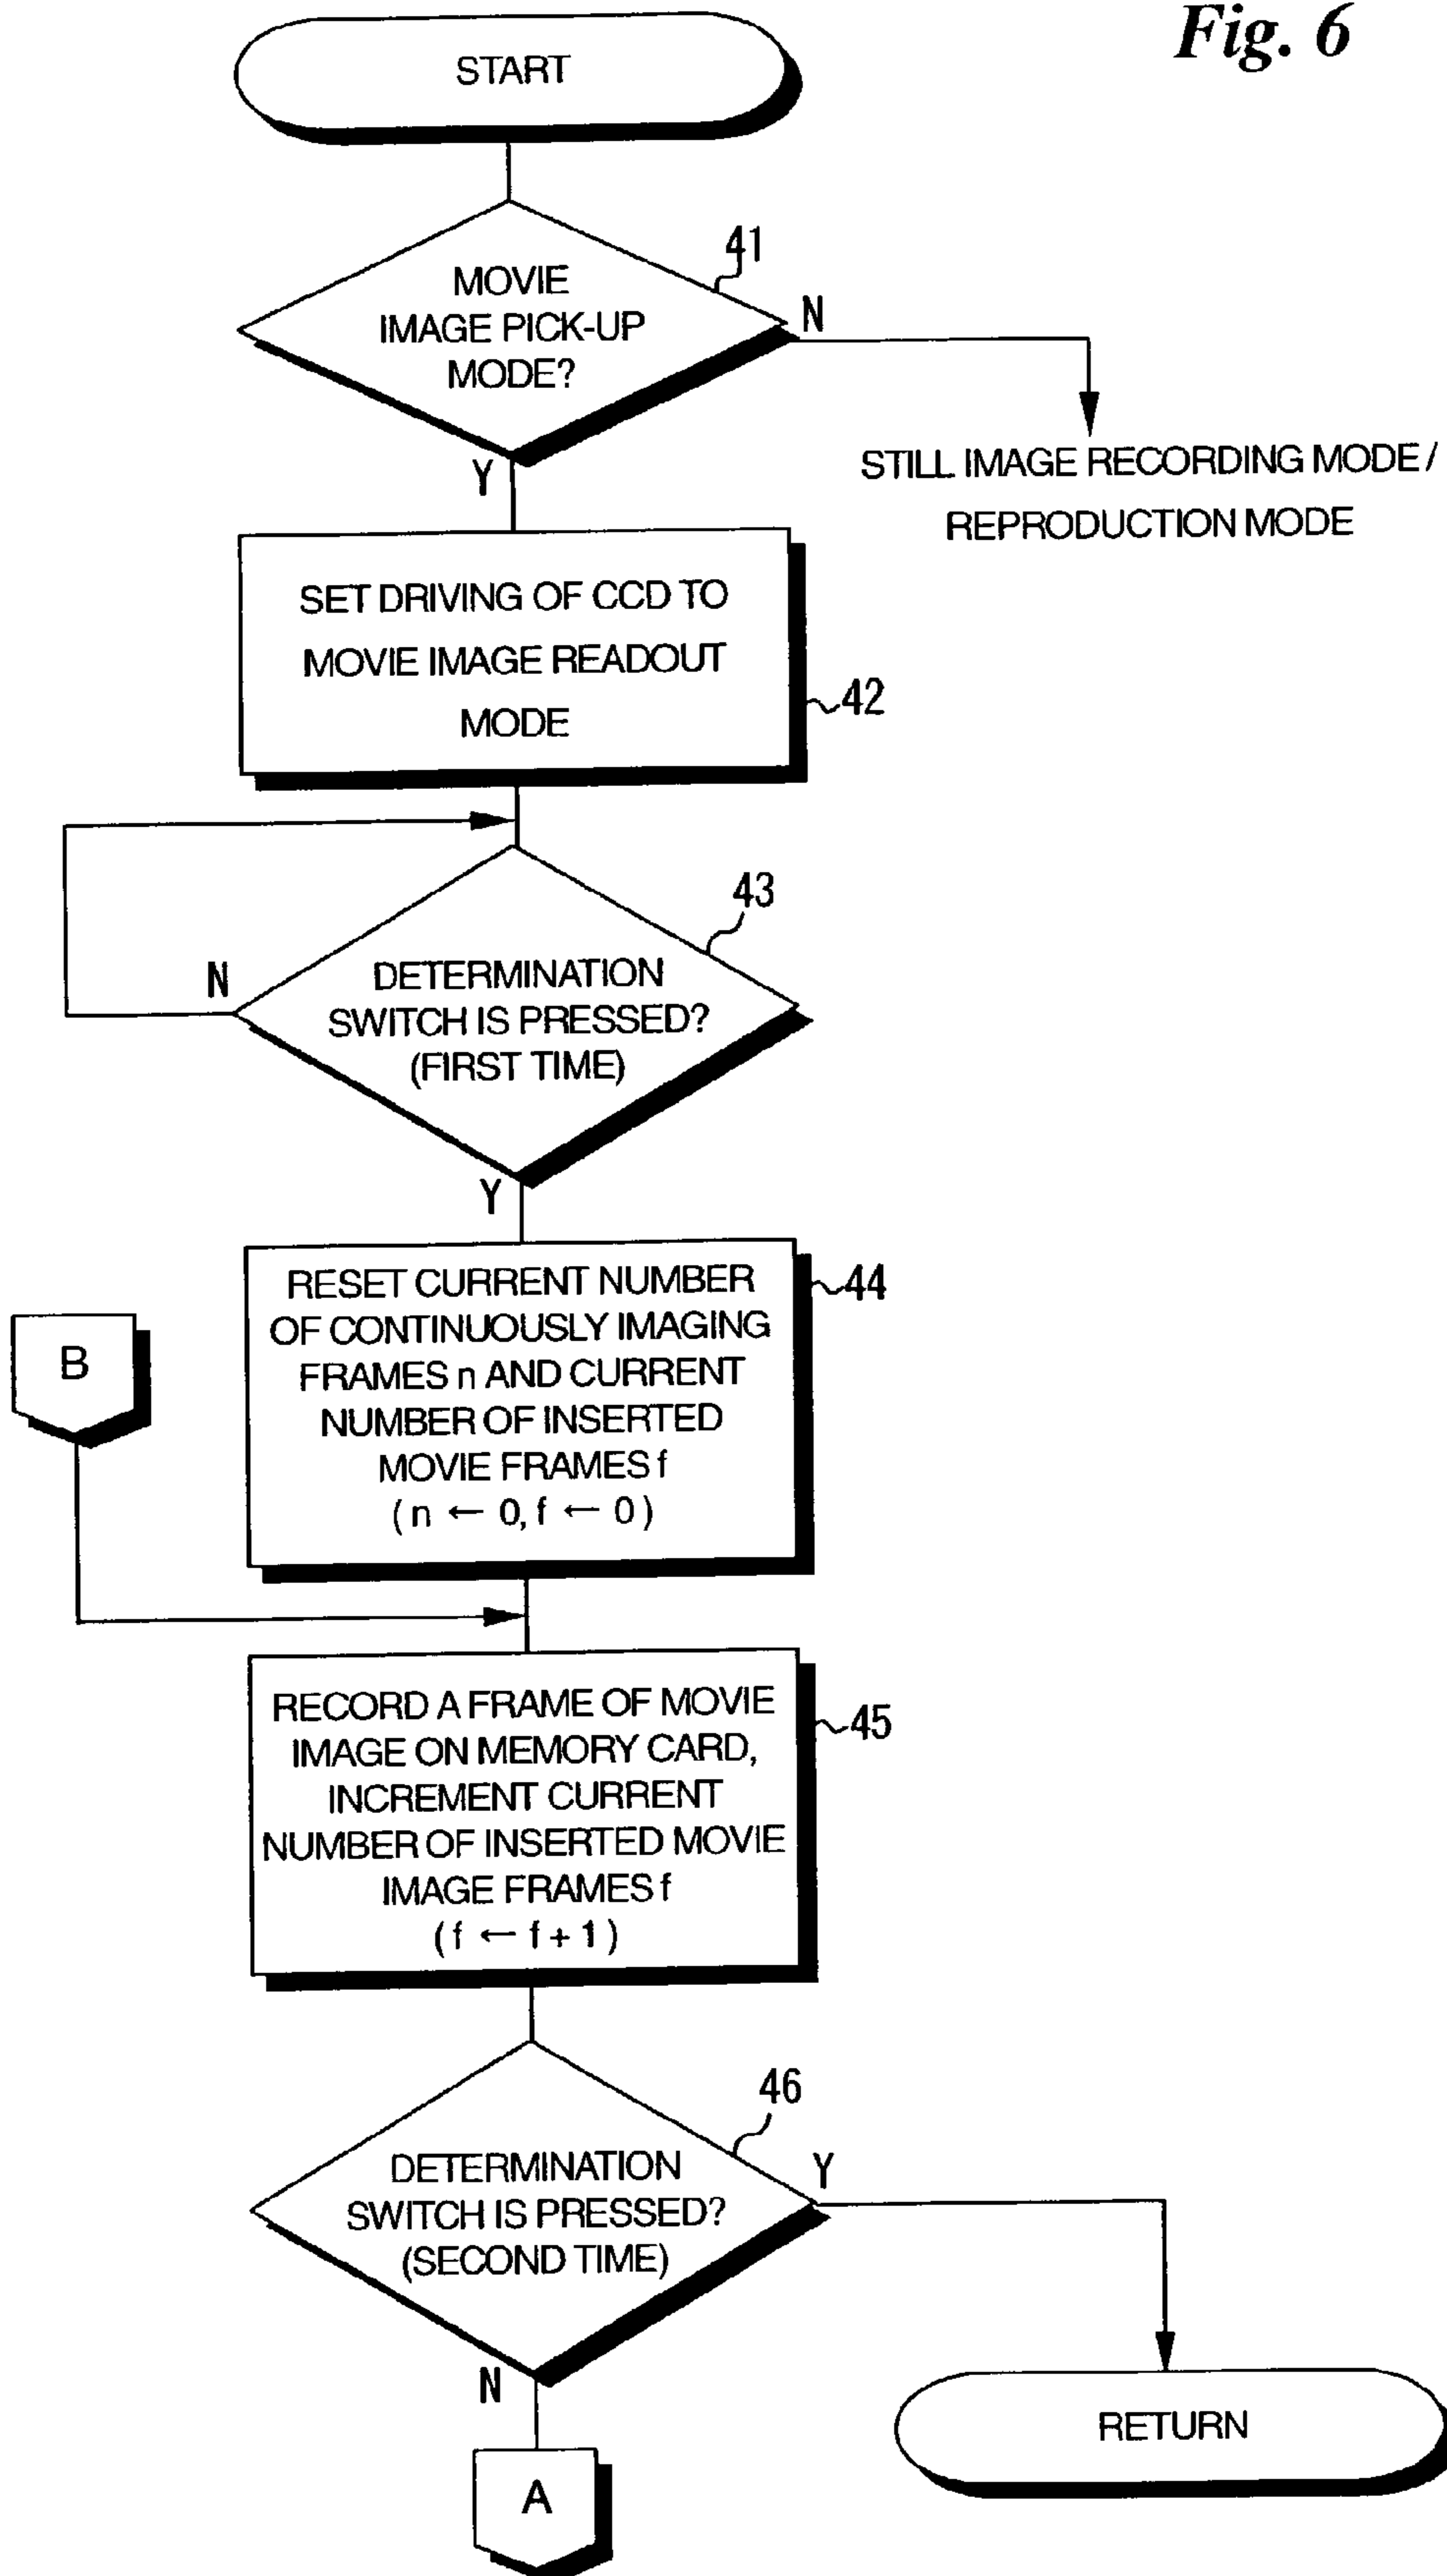 Fig. 6
START
41
MOVIE
IMAGE PICK-UP
MODE?
N
Y
STILL IMAGE RECORDING MODE /
REPRODUCTION MODE
SET DRIVING OF CCD TO
MOVIE IMAGE READOUT
MODE
42
43
N
DETERMINATION
SWITCH IS PRESSED?
(FIRST TIME)
Y
RESET CURRENT NUMBER
OF CONTINUOUSLY IMAGING
FRAMES n AND CURRENT
NUMBER OF INSERTED
MOVIE FRAMES f
( n ← 0, f ← 0 )
44
B
RECORD A FRAME OF MOVIE
IMAGE ON MEMORY CARD,
INCREMENT CURRENT
NUMBER OF INSERTED MOVIE
IMAGE FRAMES f
( f ← f + 1 )
45
46
DETERMINATION
SWITCH IS PRESSED?
(SECOND TIME)
Y
N
RETURN
A